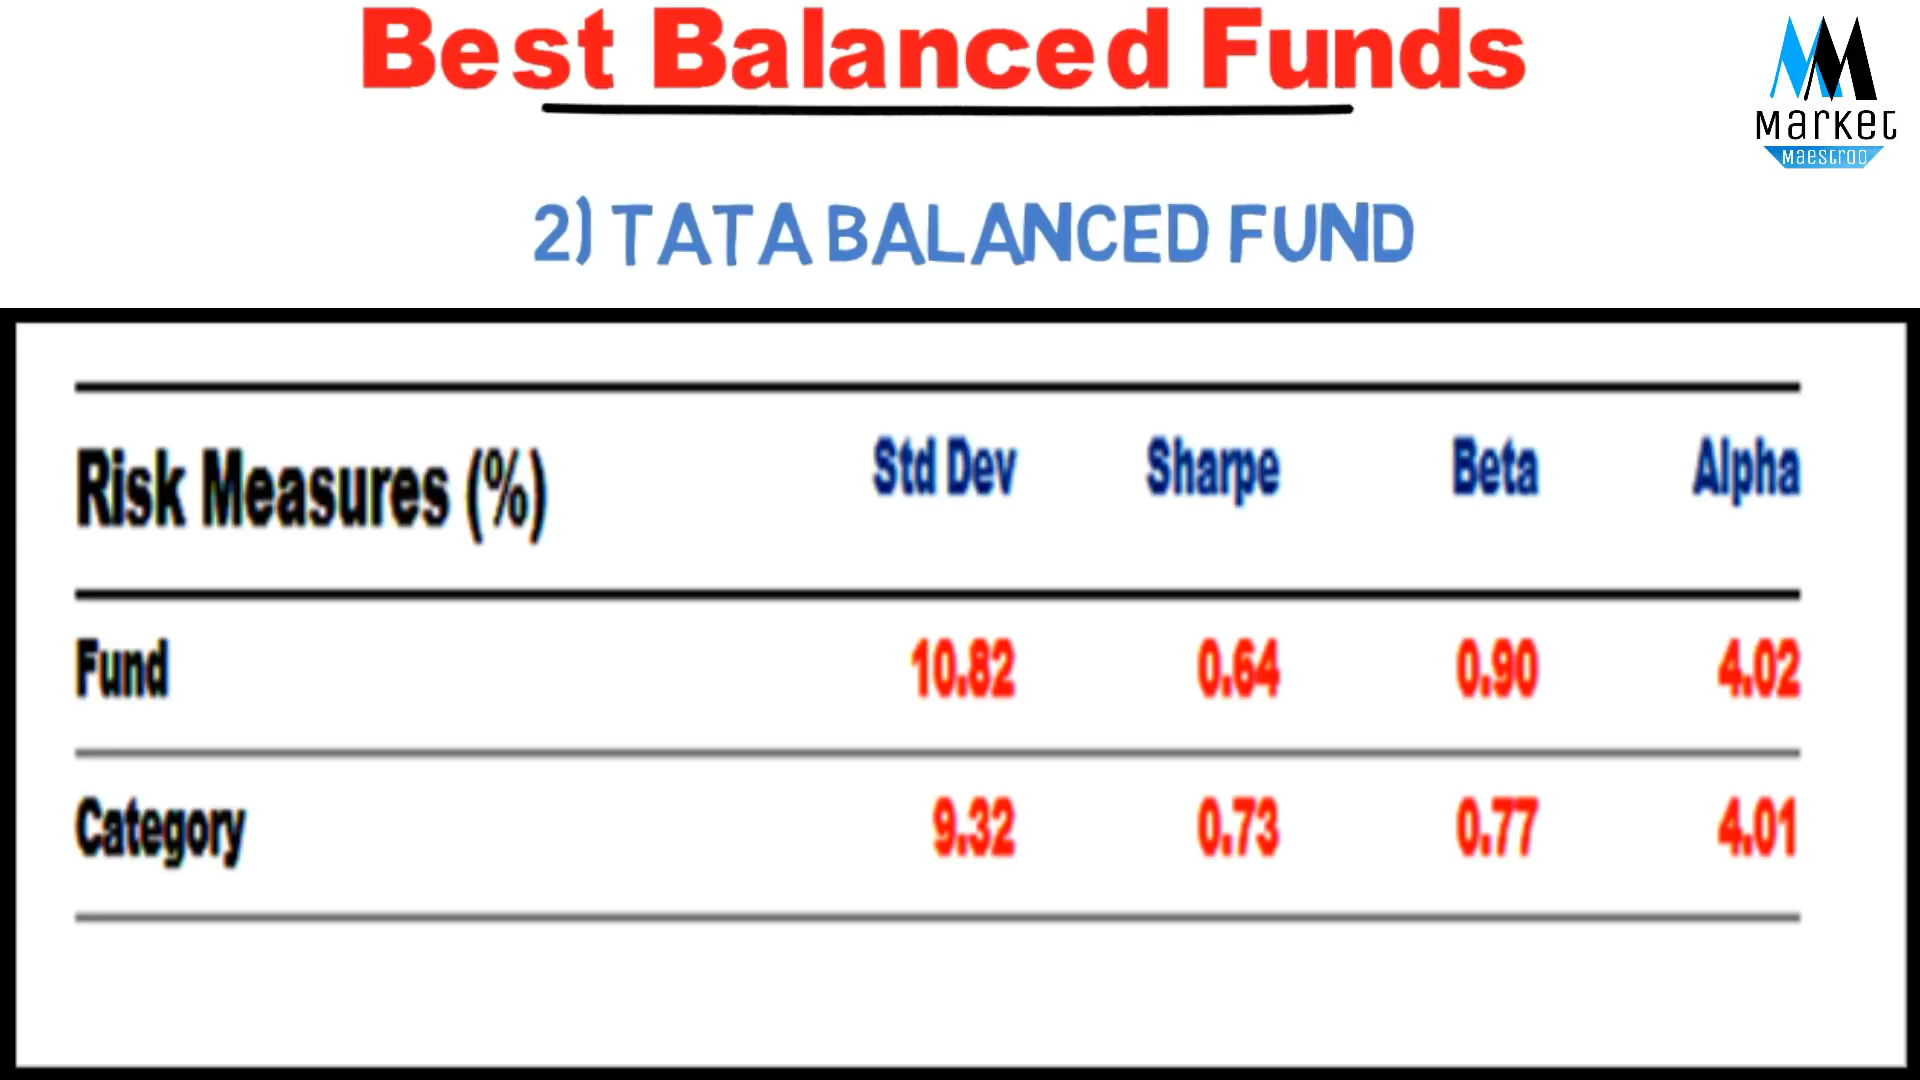 Best Balanced Funds
Market
Maestroo
2) TATA BALANCED FUND
Risk Measures (%) Std Dev Sharpe Beta Alpha
Fund 10.82 0.64 0.90 4.02
Category 9.32 0.73 0.77 4.01